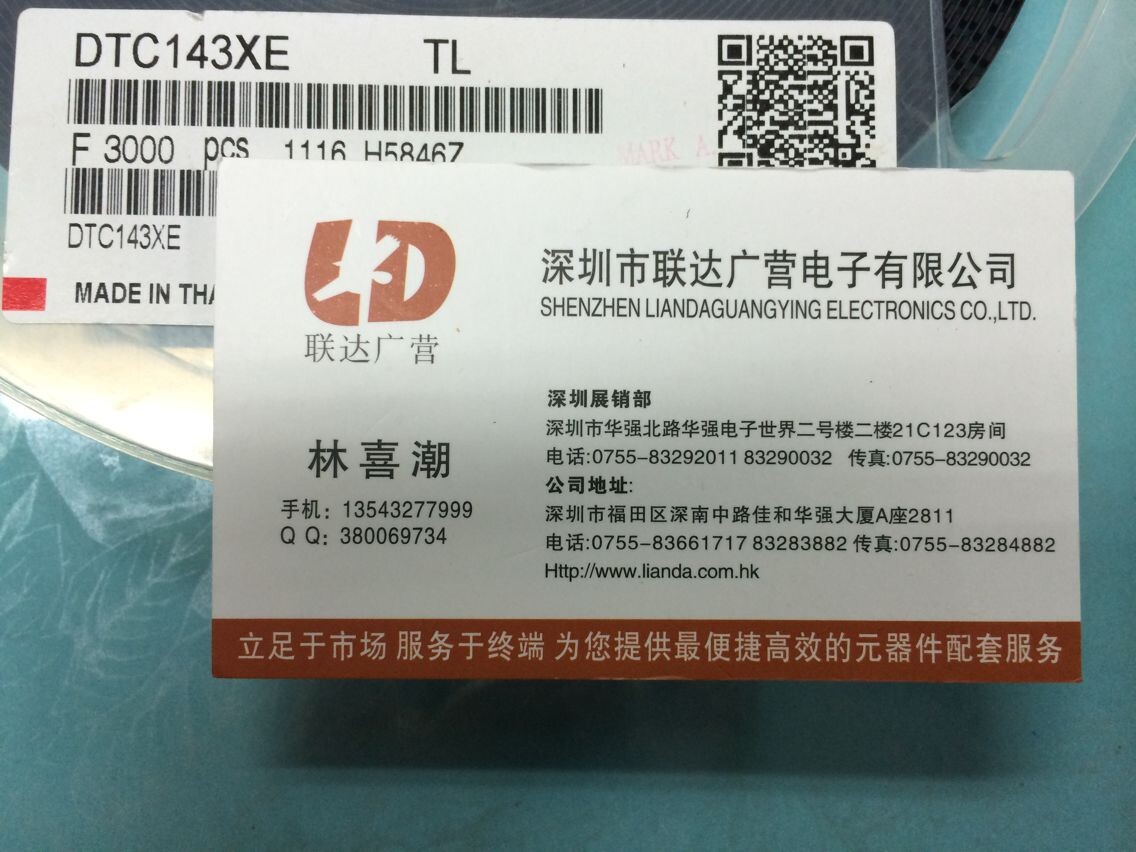 DTC143XE TL
F 3000 pcs 1116 H5846Z
MARK A
DTC143XE
MADE IN THA
LD
联达广营
深圳市联达广营电子有限公司
SHENZHEN LIANDAGUANGYING ELECTRONICS CO.,LTD.
林喜潮
手机：13543277999
Q Q：380069734
深圳展销部
深圳市华强北路华强电子世界二号楼二楼21C123房间
电话:0755-83292011 83290032 传真:0755-83290032
公司地址:
深圳市福田区深南中路佳和华强大厦A座2811
电话:0755-83661717 83283882 传真:0755-83284882
Http://www.lianda.com.hk
立足于市场 服务于终端 为您提供最便捷高效的元器件配套服务